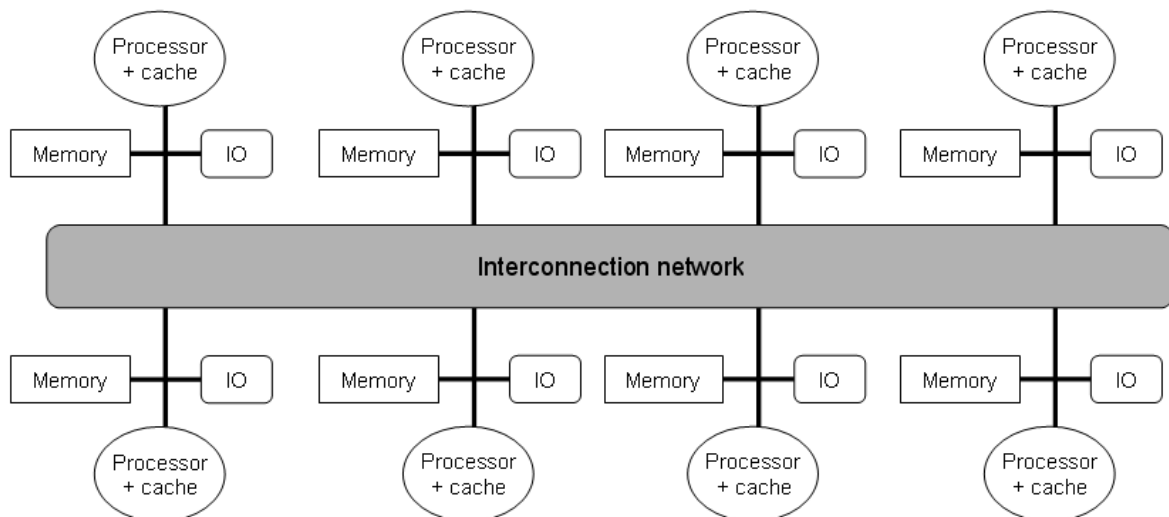 Processor
+ cache
Processor
+ cache
Processor
+ cache
Processor
+ cache
Memory
IO
Memory
IO
Memory
IO
Memory
IO
Interconnection network
Memory
IO
Memory
IO
Memory
IO
Memory
IO
Processor
+ cache
Processor
+ cache
Processor
+ cache
Processor
+ cache